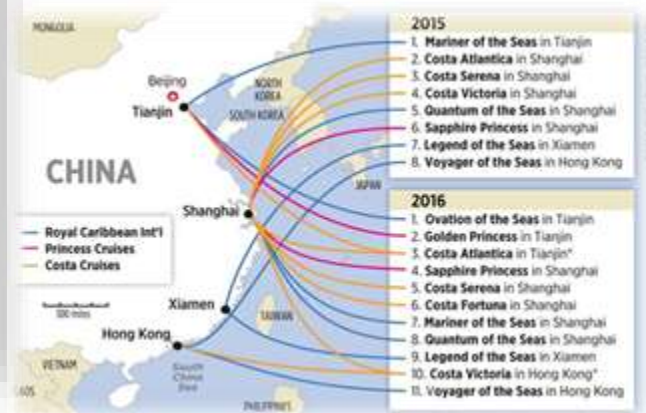 MONGOLIA
Beijing
Tianjin
NORTH
KOREA
SOUTH KOREA
JAPAN
CHINA
Shanghai
Royal Caribbean Int'l
Princess Cruises
Costa Cruises
Xiamen
TAIWAN
Hong Kong
VIETNAM
South
China
Sea
PHILIPPINES
2015
1. Mariner of the Seas in Tianjin
2. Costa Atlantica in Shanghai
3. Costa Serena in Shanghai
4. Costa Victoria in Shanghai
5. Quantum of the Seas in Shanghai
6. Sapphire Princess in Shanghai
7. Legend of the Seas in Xiamen
8. Voyager of the Seas in Hong Kong
2016
1. Ovation of the Seas in Tianjin
2. Golden Princess in Tianjin
3. Costa Atlantica in Tianjin*
4. Sapphire Princess in Shanghai
5. Costa Serena in Shanghai
6. Costa Fortuna in Shanghai
7. Mariner of the Seas in Shanghai
8. Quantum of the Seas in Shanghai
9. Legend of the Seas in Xiamen
10. Costa Victoria in Hong Kong*
11. Voyager of the Seas in Hong Kong